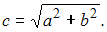 c = √(a² + b²).